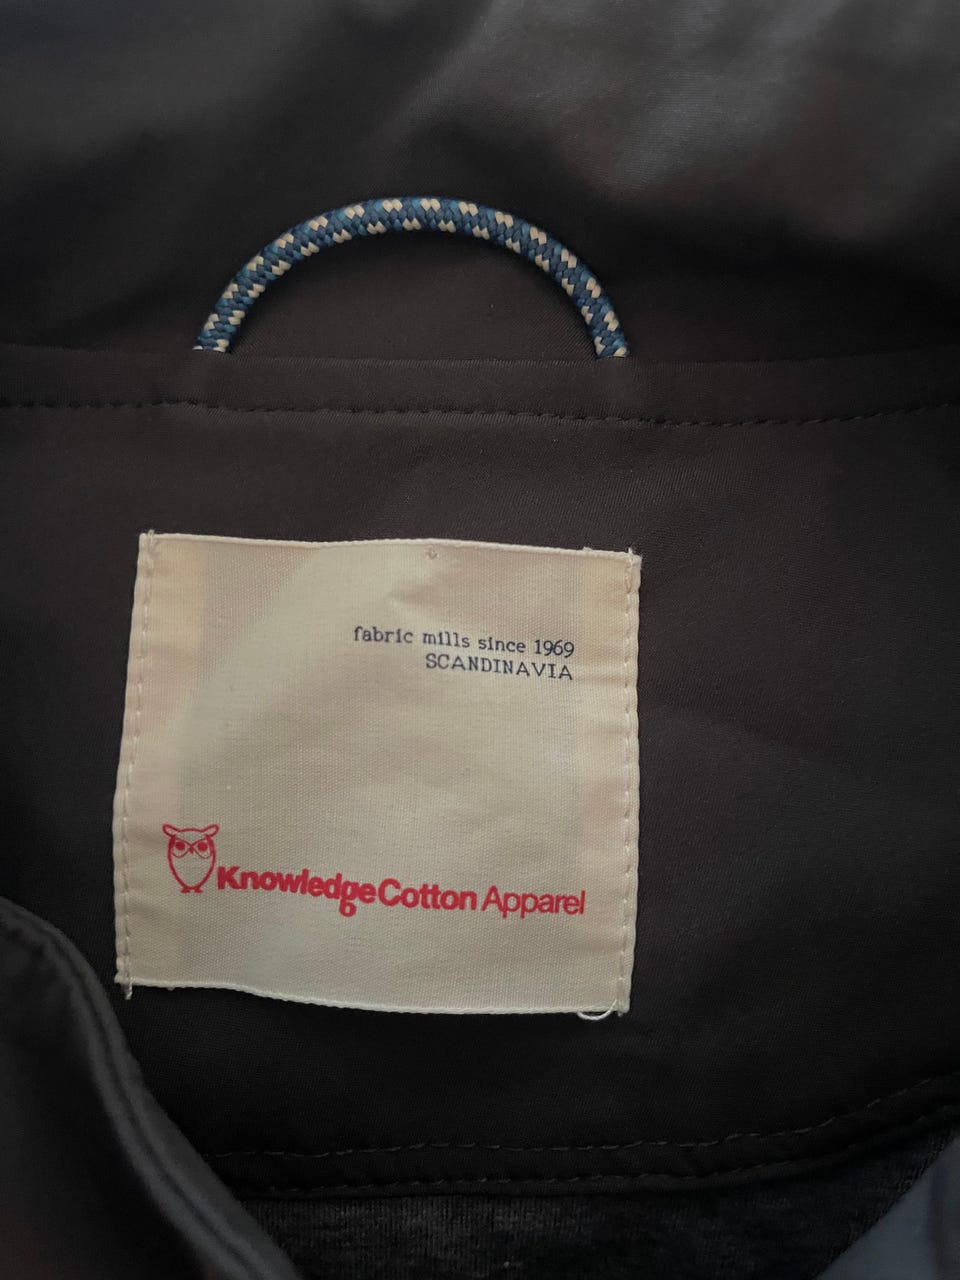 fabric mills since 1969
SCANDINAVIA
KnowledgeCotton Apparel